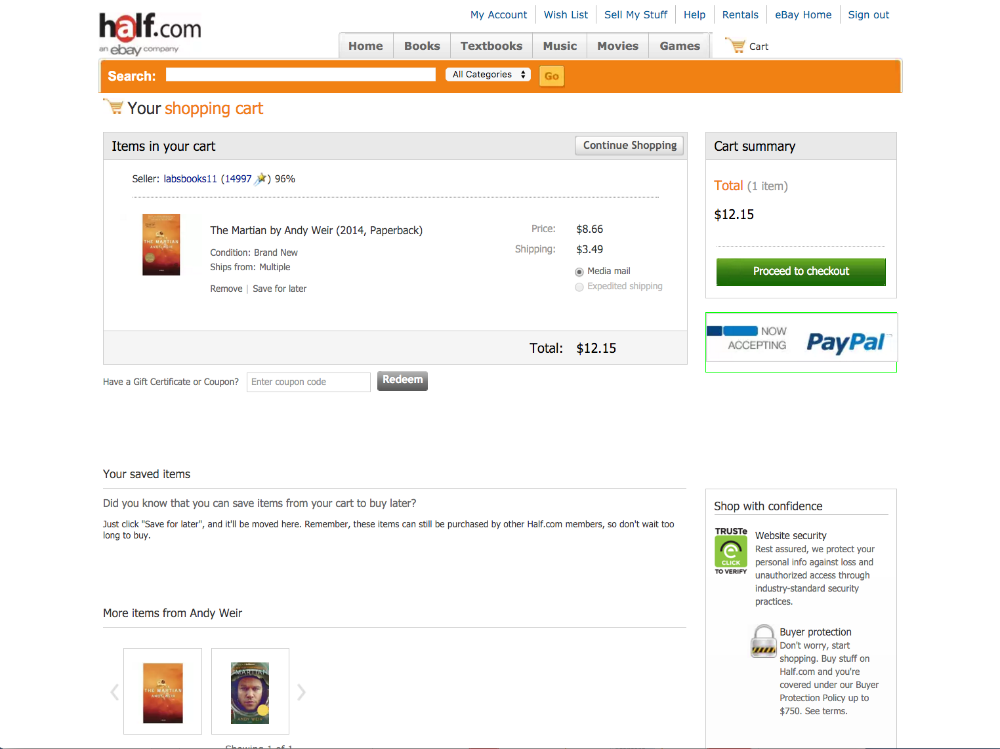 half.com
an ebay company
My Account
Wish List
Sell My Stuff
Help
Rentals
eBay Home
Sign out
Home
Books
Textbooks
Music
Movies
Games
Cart
Search:
All Categories
Go
Your shopping cart
Items in your cart
Continue Shopping
Seller: labsbooks11 (14997 ) 96%
THE MARTIAN
ANDY WEIR
The Martian by Andy Weir (2014, Paperback)
Condition: Brand New
Ships from: Multiple
Remove | Save for later
Price: $8.66
Shipping: $3.49
Media mail
Expedited shipping
Total: $12.15
Have a Gift Certificate or Coupon?
Enter coupon code
Redeem
Cart summary
Total (1 item)
$12.15
Proceed to checkout
NOW
ACCEPTING
PayPal
Your saved items
Did you know that you can save items from your cart to buy later?
Just click "Save for later", and it'll be moved here. Remember, these items can still be purchased by other Half.com members, so don't wait too
long to buy.
More items from Andy Weir
THE MARTIAN
ANDY WEIR
MARTIAN
ANDY WEIR
Showing 1 of 1
Shop with confidence
TRUSTe
CLICK
TO VERIFY
Website security
Rest assured, we protect your
personal info against loss and
unauthorized access through
industry-standard security
practices.
Buyer protection
Don't worry, start
shopping. Buy stuff on
Half.com and you're
covered under our Buyer
Protection Policy up to
$750. See terms.